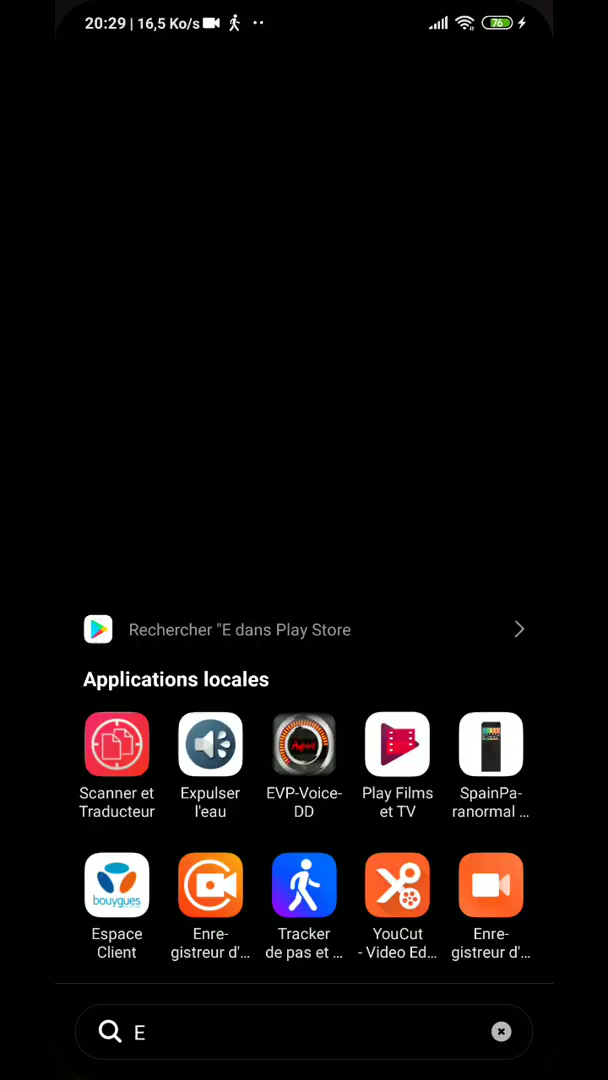 20:29 | 16,5 Ko/s
76
Rechercher "E dans Play Store
Applications locales
Scanner et Traducteur
Expulser l'eau
EVP-Voice-DD
Play Films et TV
SpainPa-ranormal ...
bouygues
Espace Client
Enre-gistreur d'...
Tracker de pas et ...
YouCut - Video Ed...
Enre-gistreur d'...
E